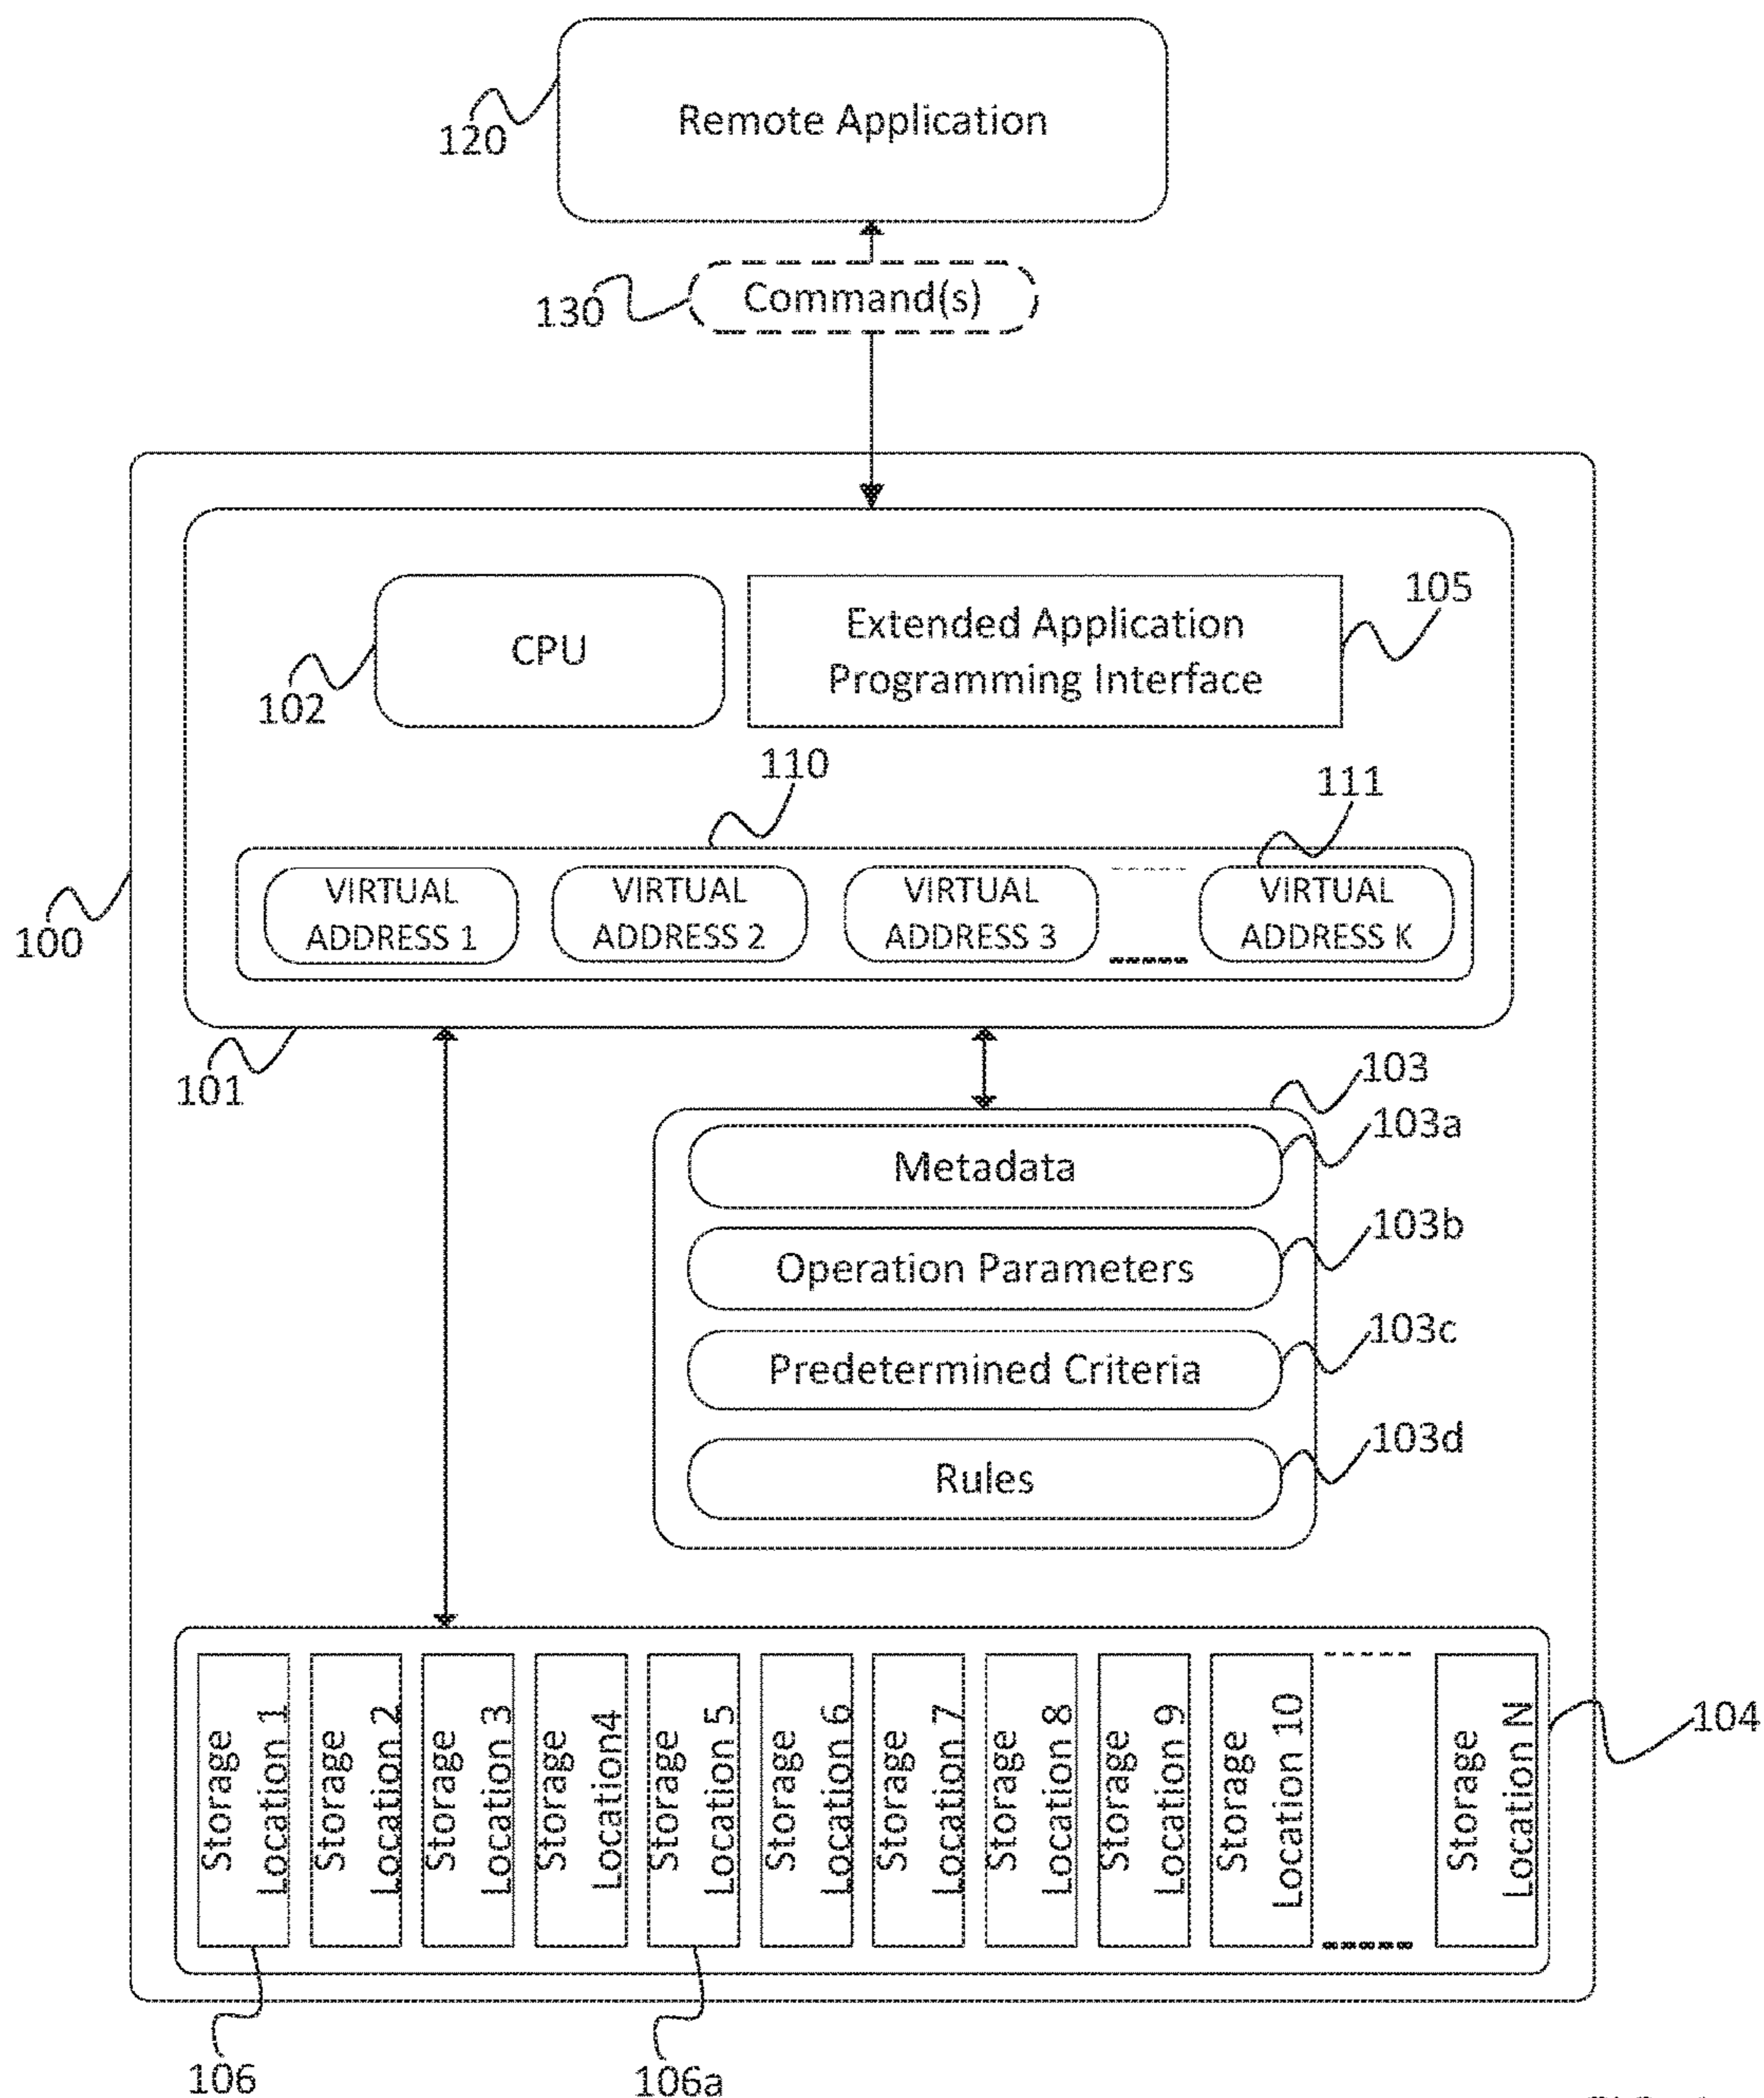 Remote Application
120
Command(s)
130
CPU
Extended Application
Programming Interface
105
102
110
111
VIRTUAL
ADDRESS 1
VIRTUAL
ADDRESS 2
VIRTUAL
ADDRESS 3
VIRTUAL
ADDRESS K
100
101
103
Metadata
103a
Operation Parameters
103b
Predetermined Criteria
103c
Rules
103d
Storage
Location 1
Storage
Location 2
Storage
Location 3
Storage
Location4
Storage
Location 5
Storage
Location 6
Storage
Location 7
Storage
Location 8
Storage
Location 9
Storage
Location 10
Storage
Location N
104
106
106a